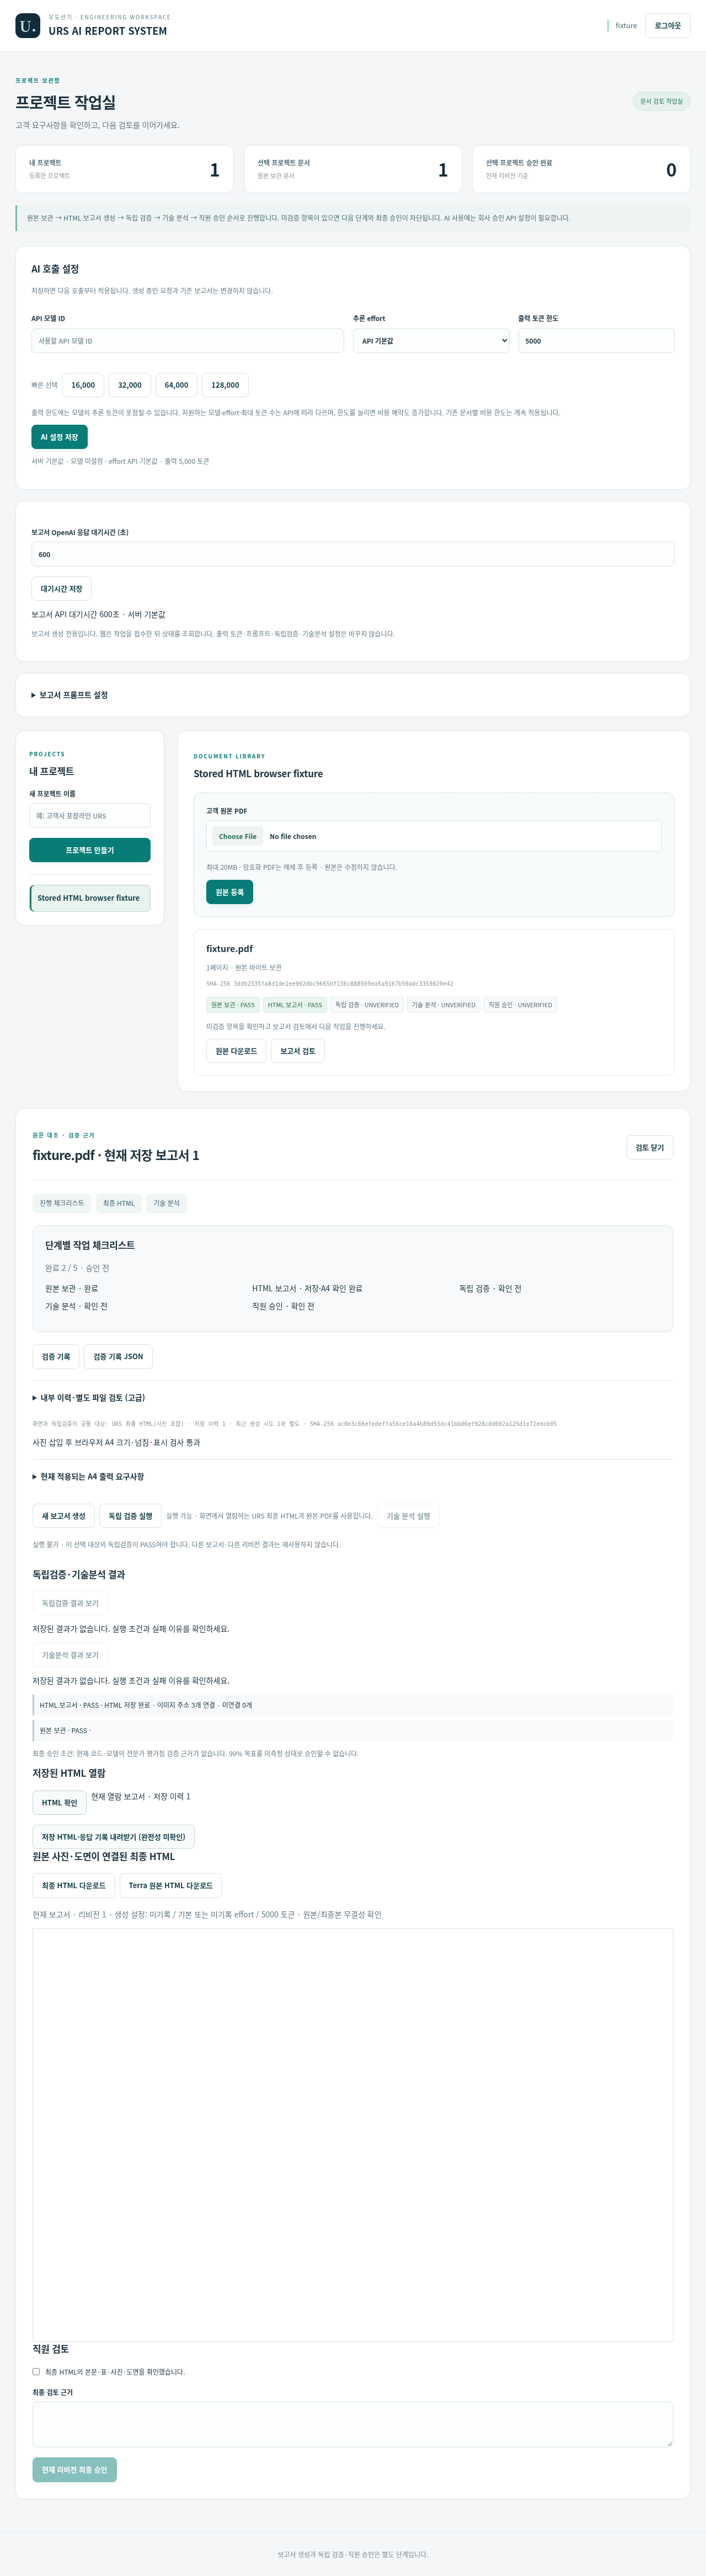 U.
우도산기 · ENGINEERING WORKSPACE
URS AI REPORT SYSTEM
fixture
로그아웃
프로젝트 보관함
프로젝트 작업실
고객 요구사항을 확인하고, 다음 검토를 이어가세요.
문서 검토 작업실
내 프로젝트
등록한 프로젝트
1
선택 프로젝트 문서
원본 보관 문서
1
선택 프로젝트 승인 완료
현재 리비전 기준
0
원본 보관 → HTML 보고서 생성 → 독립 검증 → 기술 분석 → 직원 승인 순서로 진행합니다. 미검증 항목이 있으면 다음 단계와 최종 승인이 차단됩니다. AI 사용에는 회사 승인 API 설정이 필요합니다.
AI 호출 설정
저장하면 다음 호출부터 적용됩니다. 생성 중인 요청과 기존 보고서는 변경하지 않습니다.
API 모델 ID
사용할 API 모델 ID
추론 effort
API 기본값
출력 토큰 한도
5000
빠른 선택
16,000
32,000
64,000
128,000
출력 한도에는 모델의 추론 토큰이 포함될 수 있습니다. 지원하는 모델·effort·최대 토큰 수는 API에 따라 다르며, 한도를 늘리면 비용 예약도 증가합니다. 기존 문서별 비용 한도는 계속 적용됩니다.
AI 설정 저장
서버 기본값 · 모델 미설정 · effort API 기본값 · 출력 5,000 토큰
보고서 OpenAI 응답 대기시간 (초)
600
대기시간 저장
보고서 API 대기시간 600초 · 서버 기본값
보고서 생성 전용입니다. 웹은 작업을 접수한 뒤 상태를 조회합니다. 출력 토큰·프롬프트·독립검증·기술분석 설정은 바꾸지 않습니다.
▶ 보고서 프롬프트 설정
PROJECTS
내 프로젝트
새 프로젝트 이름
예: 고객사 포장라인 URS
프로젝트 만들기
Stored HTML browser fixture
DOCUMENT LIBRARY
Stored HTML browser fixture
고객 원본 PDF
Choose File
No file chosen
최대 20MB · 암호화 PDF는 해제 후 등록 · 원본은 수정하지 않습니다.
원본 등록
fixture.pdf
1페이지 · 원본 바이트 보관
원본 보관 · PASS
HTML 보고서 · PASS
독립 검증 · UNVERIFIED
기술 분석 · UNVERIFIED
직원 승인 · UNVERIFIED
미검증 항목을 확인하고 보고서 검토에서 다음 작업을 진행하세요.
원본 다운로드
보고서 검토
원문 대조 · 검증 근거
fixture.pdf · 현재 저장 보고서 1
검토 닫기
진행 체크리스트
최종 HTML
기술 분석
단계별 작업 체크리스트
완료 2 / 5 · 승인 전
원본 보관 · 완료
HTML 보고서 · 저장·A4 확인 완료
독립 검증 · 확인 전
기술 분석 · 확인 전
직원 승인 · 확인 전
검증 기록
검증 기록 JSON
▶ 내부 이력·별도 파일 검토 (고급)
사진 삽입 후 브라우저 A4 크기·넘침·표시 검사 통과
▶ 현재 적용되는 A4 출력 요구사항
새 보고서 생성
독립 검증 실행
실행 가능 · 화면에서 열람하는 URS 최종 HTML과 원본 PDF를 사용합니다.
기술 분석 실행
실행 불가 · 이 선택 대상의 독립검증이 PASS여야 합니다. 다른 보고서·다른 리비전 결과는 재사용하지 않습니다.
독립검증·기술분석 결과
독립검증 결과 보기
저장된 결과가 없습니다. 실행 조건과 실패 이유를 확인하세요.
기술분석 결과 보기
저장된 결과가 없습니다. 실행 조건과 실패 이유를 확인하세요.
HTML 보고서 · PASS · HTML 저장 완료 · 이미지 주소 3개 연결 · 미연결 0개
원본 보관 · PASS ·
최종 승인 조건: 현재 코드·모델의 전문가 평가집 검증 근거가 없습니다. 99% 목표를 미측정 상태로 승인할 수 없습니다.
저장된 HTML 열람
HTML 확인
현재 열람 보고서 · 저장 이력 1
저장 HTML·응답 기록 내려받기 (완전성 미확인)
원본 사진·도면이 연결된 최종 HTML
최종 HTML 다운로드
Terra 원본 HTML 다운로드
현재 보고서 · 리비전 1 · 생성 설정: 미기록 / 기본 또는 미기록 effort / 5000 토큰 · 원본/최종본 무결성 확인
직원 검토
최종 HTML의 본문·표·사진·도면을 확인했습니다.
최종 검토 근거
현재 리비전 최종 승인
보고서 생성과 독립 검증·직원 승인은 별도 단계입니다.